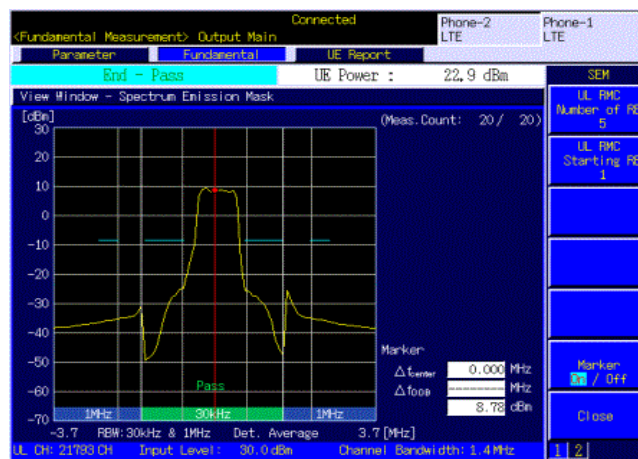 Connected
Phone-2
LTE
Phone-1
LTE
<Fundamental Measurement> Output Main
Parameter
Fundamental
UE Report
End - Pass
UE Power : 22.9 dBm
SEM
View Window - Spectrum Emission Mask
UL RMC
Number of RB
5
[dBm]
(Meas.Count: 20/ 20)
30
20
10
0
-10
-20
-30
-40
-50
-60
-70
UL RMC
Starting RB
1
Marker
Δfcenter 0.000 MHz
ΔfOOB ------- MHz
8.78 dBm
Pass
1MHz
30kHz
1MHz
-3.7 RBW:30kHz & 1MHz Det. Average 3.7[MHz]
Marker
On / Off
Close
UL CH: 21793 CH Input Level: 30.0dBm Channel Bandwidth: 1.4MHz
1 2